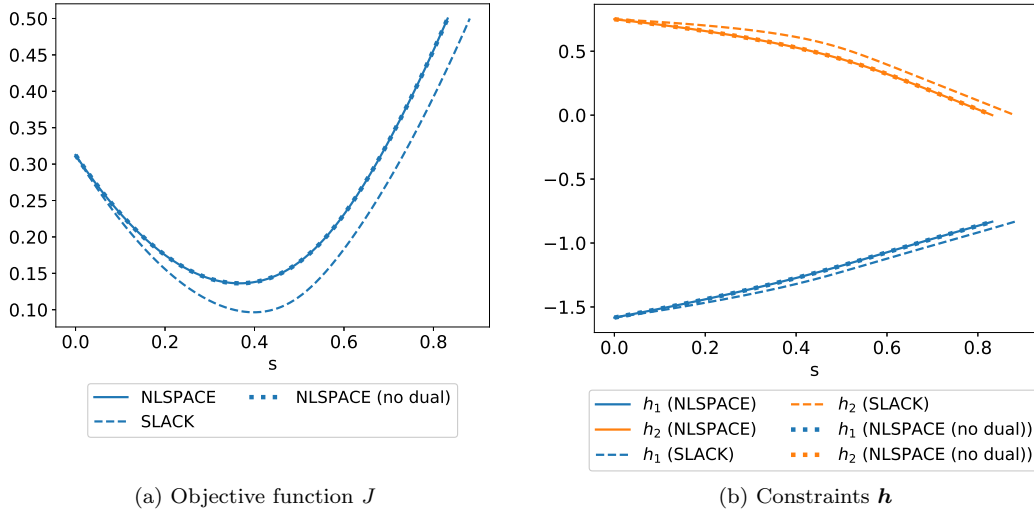 0.50
0.45
0.40
0.35
0.30
0.25
0.20
0.15
0.10
0.0 0.2 0.4 0.6 0.8
s
NLSPACE NLSPACE (no dual)
SLACK
(a) Objective function J
0.5
0.0
−0.5
−1.0
−1.5
0.0 0.2 0.4 0.6 0.8
s
h₁ (NLSPACE) h₂ (SLACK)
h₂ (NLSPACE) h₁ (NLSPACE (no dual))
h₁ (SLACK) h₂ (NLSPACE (no dual))
(b) Constraints h